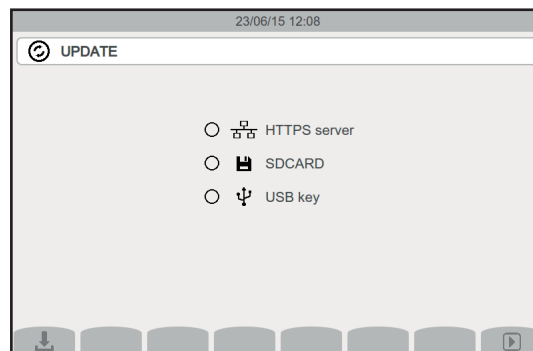 23/06/15 12:08
UPDATE
HTTPS server
SDCARD
USB key